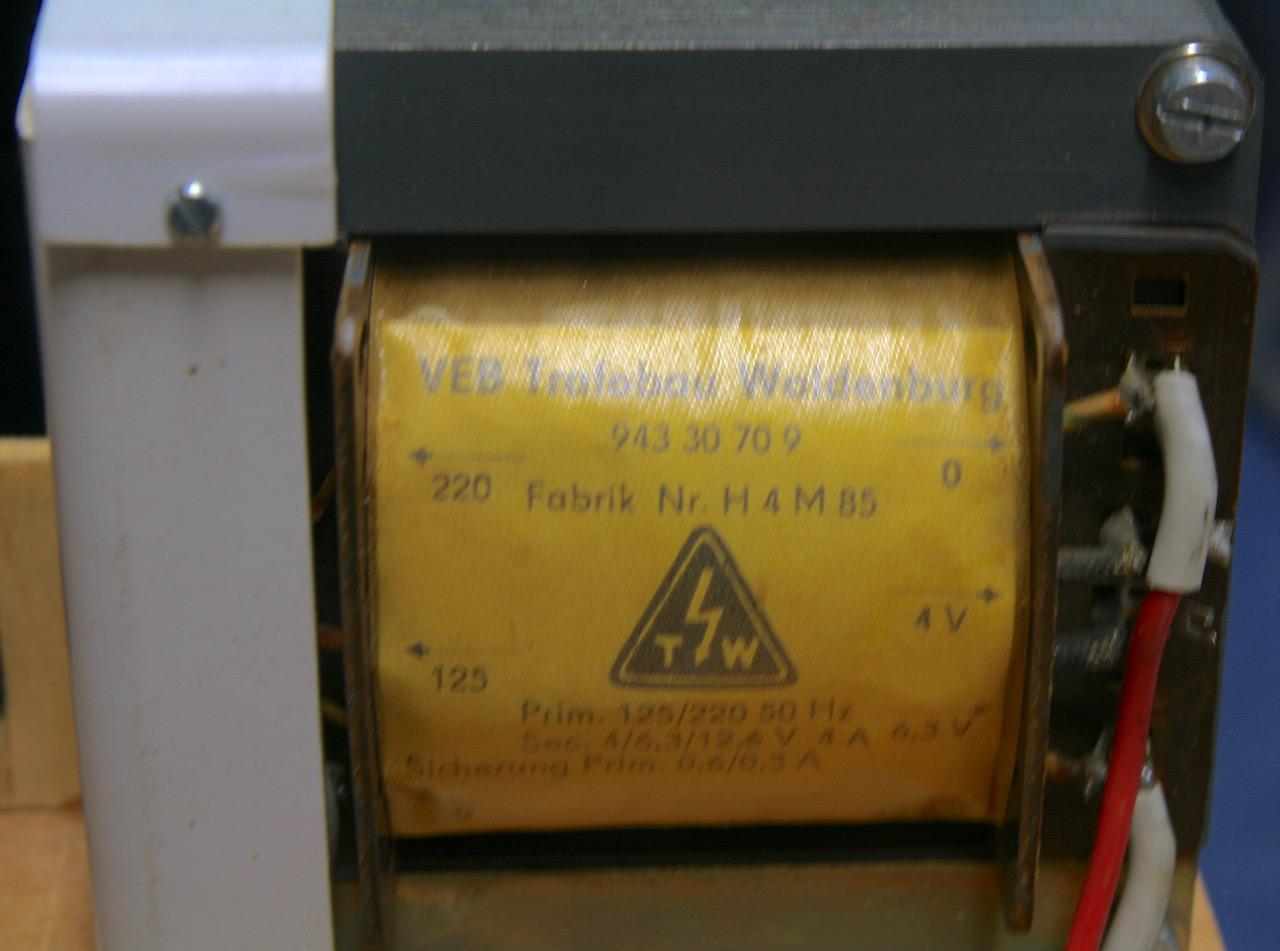 VEB Trafobau Waldenburg
943 30 70 9
220
0
Fabrik Nr. H 4 M 85
4 V
T W
125
Prim. 125/220 50 Hz
Sec. 4/6,3/12,6 V 4 A 6,3 V
Sicherung Prim. 0,6/0,3 A